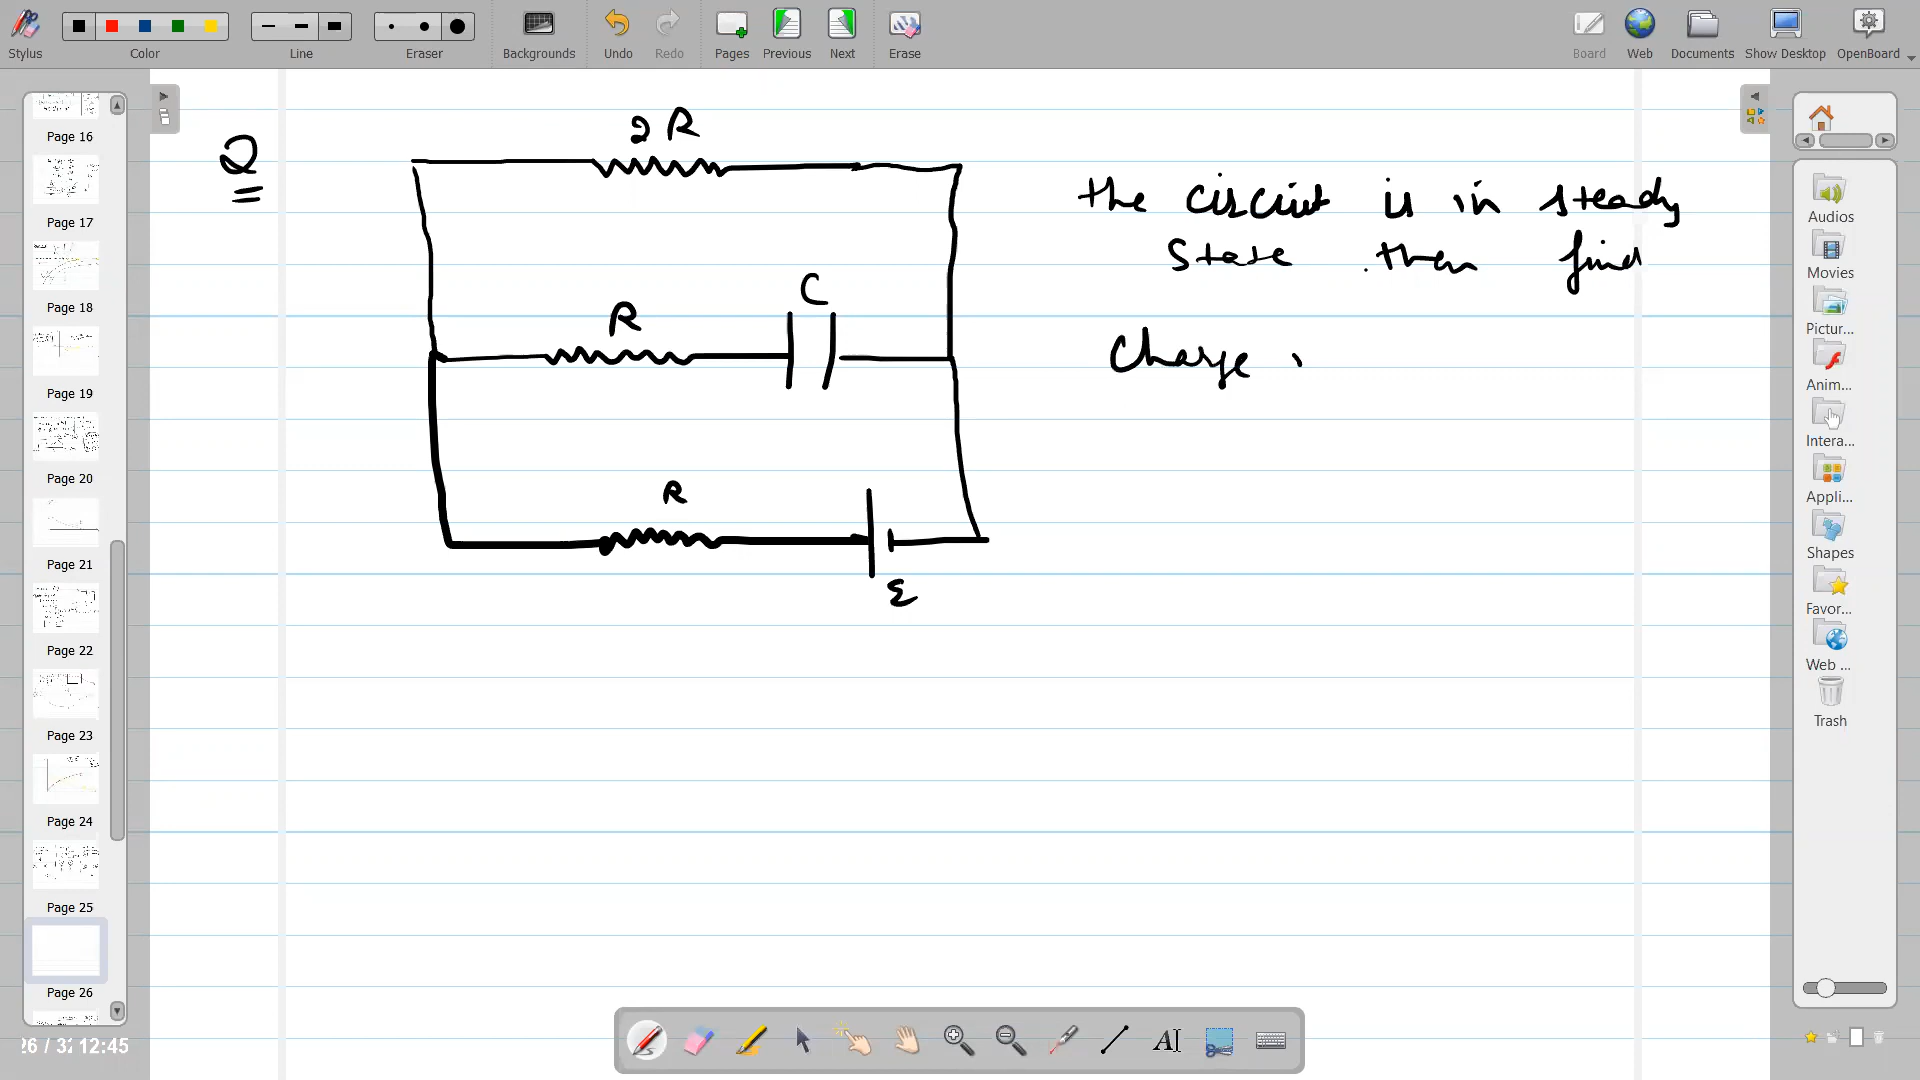 Stylus
Color
Line
Eraser
Backgrounds
Undo
Redo
Pages
Previous
Next
Erase
Board
Web
Documents
Show Desktop
OpenBoard
Page 16
Page 17
Page 18
Page 19
Page 20
Page 21
Page 22
Page 23
Page 24
Page 25
Page 26
26 / 32 12:45
Q
2R
the circuit is in steady
state . then find
R
C
Charge
R
ε
Audios
Movies
Pictur...
Anim...
Intera...
Appli...
Shapes
Favor...
Web ...
Trash